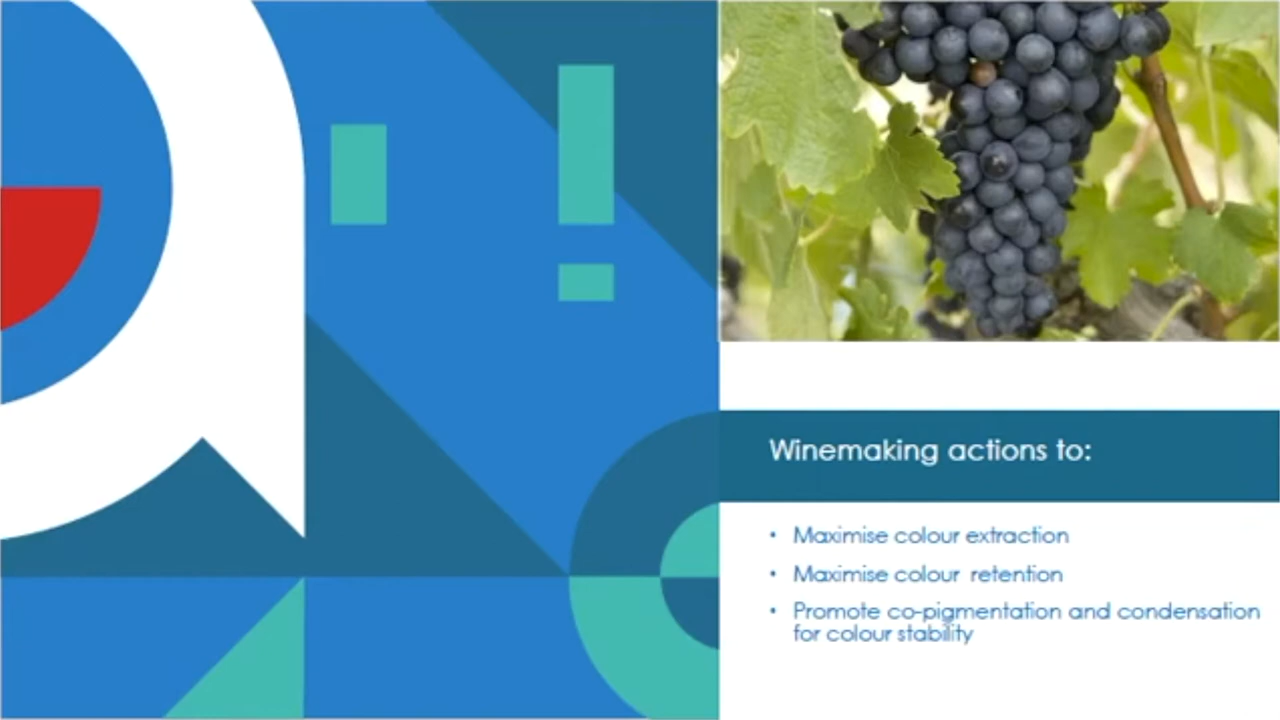 Winemaking actions to:
• Maximise colour extraction
• Maximise colour  retention
• Promote co-pigmentation and condensation
for colour stability